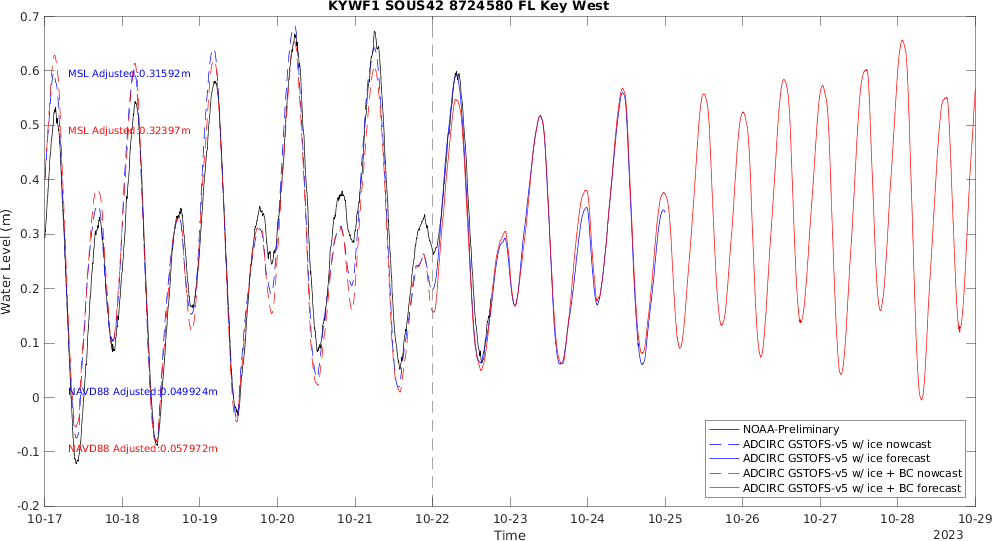 KYWF1 SOUS42 8724580 FL Key West
0.7
0.6
0.5
0.4
0.3
0.2
0.1
0
-0.1
-0.2
Water Level (m)
MSL Adjusted:0.31592m
MSL Adjusted:0.32397m
NAVD88 Adjusted:0.049924m
NAVD88 Adjusted:0.057972m
NOAA-Preliminary
ADCIRC GSTOFS-v5 w/ ice nowcast
ADCIRC GSTOFS-v5 w/ ice forecast
ADCIRC GSTOFS-v5 w/ ice + BC nowcast
ADCIRC GSTOFS-v5 w/ ice + BC forecast
10-17 10-18 10-19 10-20 10-21 10-22 10-23 10-24 10-25 10-26 10-27 10-28 10-29
Time
2023